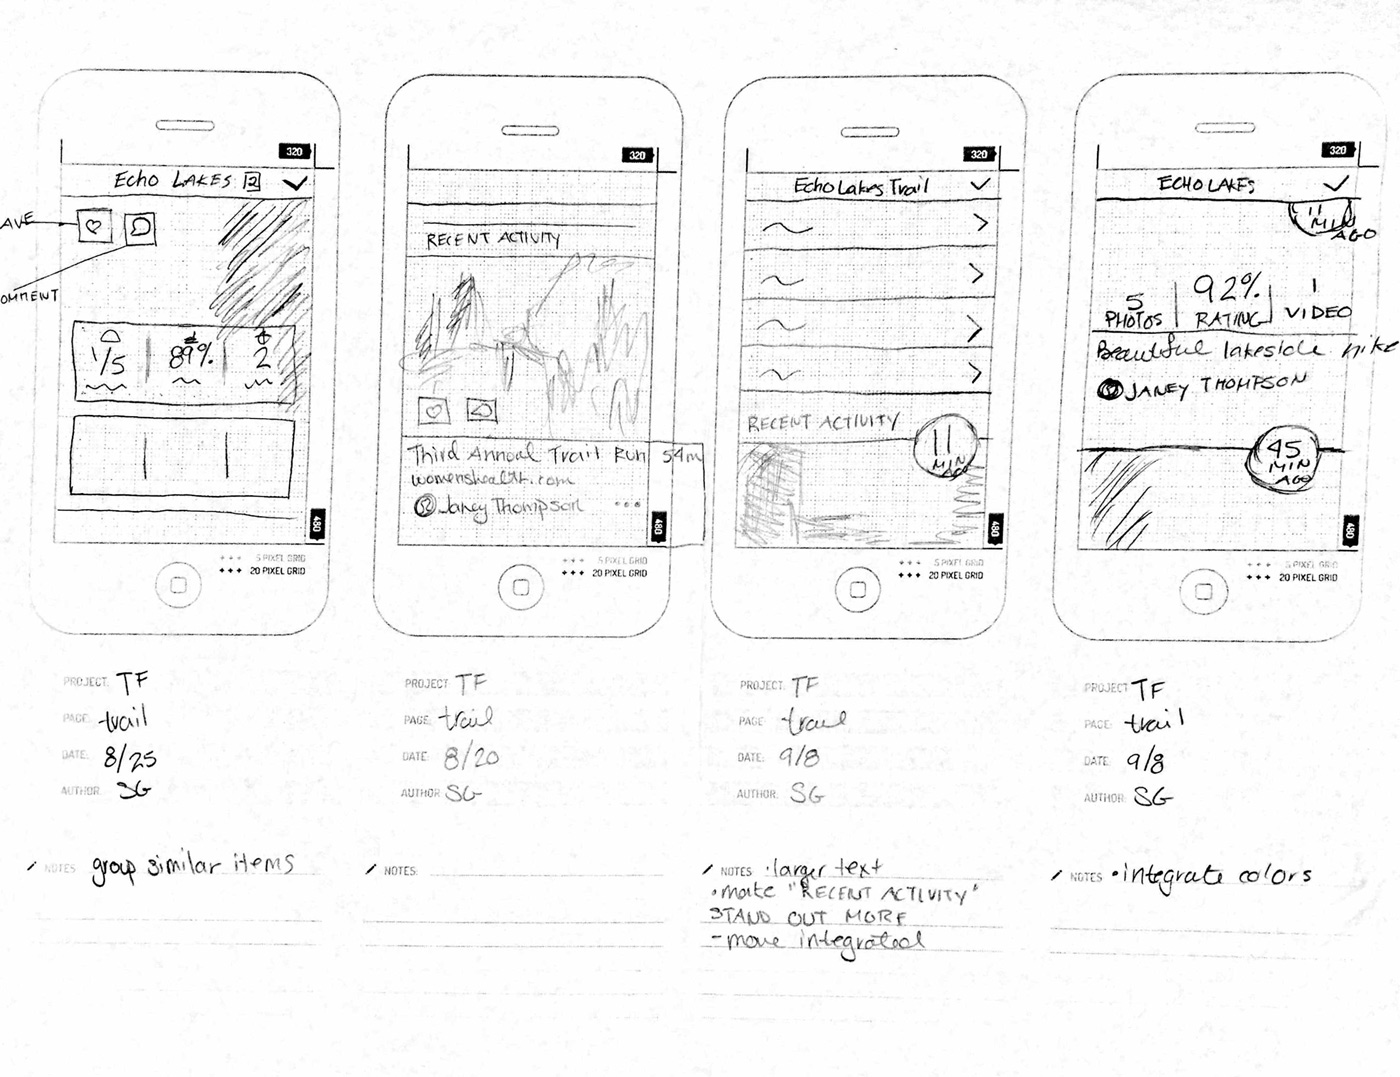 320
Echo LAKES 2
AVE
OMMENT
1/5 89% 2
480
5 PIXEL GRID
20 PIXEL GRID
PROJECT: TF
PAGE: trail
DATE: 8/25
AUTHOR: SG
NOTES: group similar items
320
RECENT ACTIVITY
Third Annual Trail Run 54m
womenshealth.com
Janey Thompson ...
480
5 PIXEL GRID
20 PIXEL GRID
PROJECT TF
PAGE: trail
DATE: 8/20
AUTHOR SG
NOTES:
320
Echo Lakes Trail
RECENT ACTIVITY
11
MIN
AGO
480
5 PIXEL GRID
20 PIXEL GRID
PROJECT: TF
PAGE trail
DATE: 9/8
AUTHOR: SG
NOTES • larger text
• make "RECENT ACTIVITY"
STAND OUT MORE
- more integrated
320
ECHO LAKES
11
MIN
AGO
5 92% 1
PHOTOS RATING VIDEO
Beautiful lakeside hike
JANEY THOMPSON
45
MIN
AGO
480
5 PIXEL GRID
20 PIXEL GRID
PROJECT TF
PAGE: trail
DATE: 9/8
AUTHOR: SG
NOTES • integrate colors